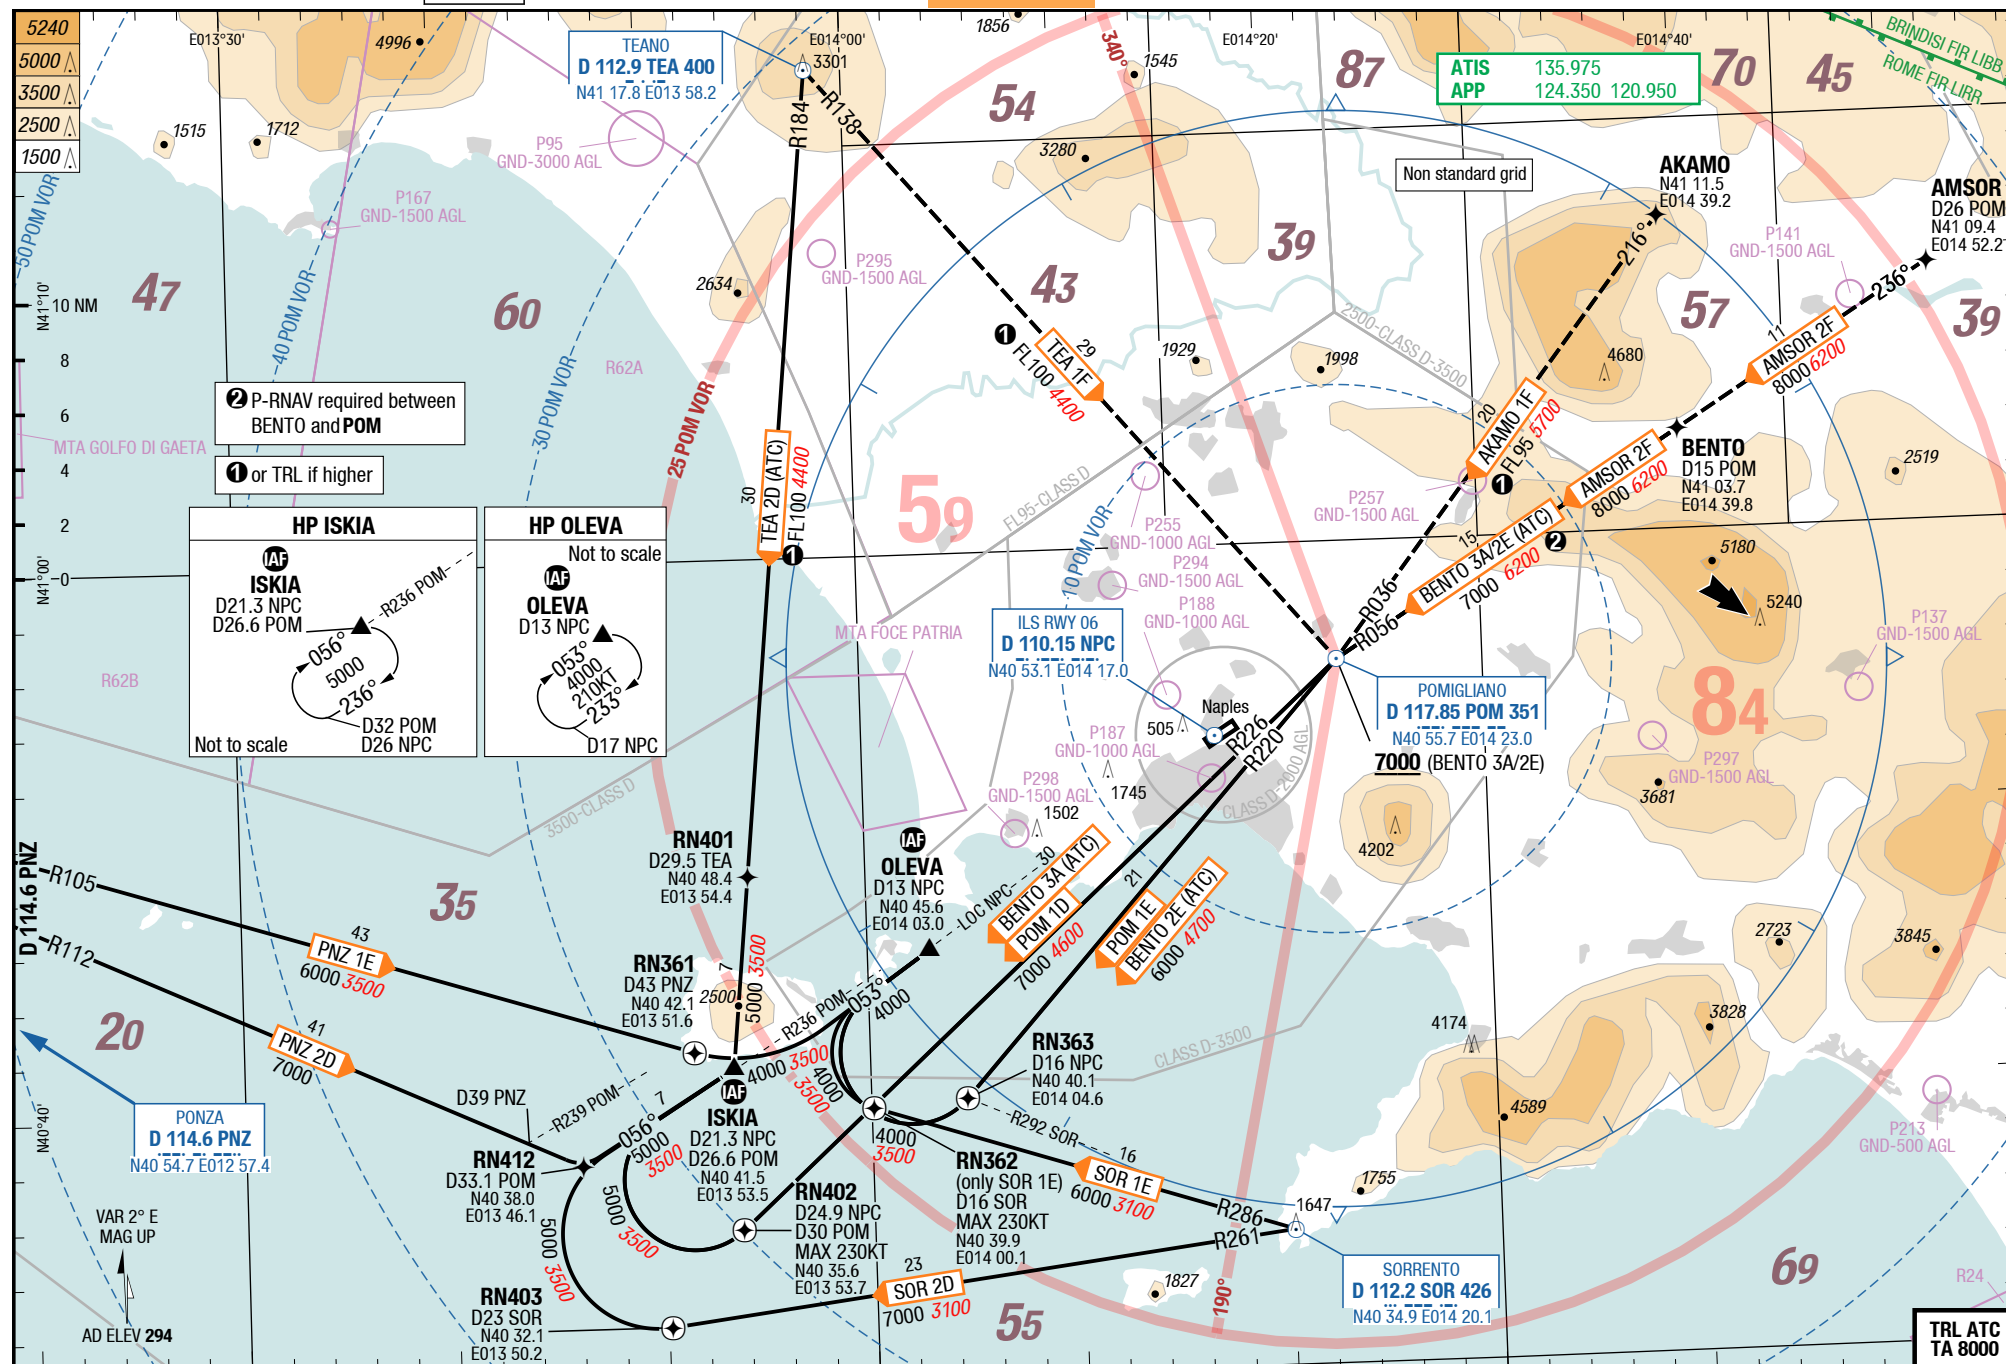 5240
5000
3500
2500
1500
E013°30'
4996
TEANO
D 112.9 TEA 400
N41 17.8 E013 58.2
E014°00'
3301
1856
340°
1545
E014°20'
87
ATIS 135.975
APP 124.350 120.950
E014°40'
70
45
BRINDISI FIR LIBB
ROME FIR LIRR
1515
1712
60
P95
GND-3000 AGL
R184
R138
54
3280
Non standard grid
AKAMO
N41 11.5
E014 39.2
AMSOR
D26 POM
N41 09.4
E014 52.2
50 POM VOR
P167
GND-1500 AGL
40 POM VOR
47
60
2634
P295
GND-1500 AGL
43
39
216°
P141
GND-1500 AGL
236°
57
39
N41°10'
10 NM
8
6
4
2
0
N41°00'
R62A
30 POM VOR
25 POM VOR
1
29
TEA 1F
FL100 4400
1929
1998
2500-CLASS D-3500
4680
11
AMSOR 2F
8000 6200
2 P-RNAV required between
BENTO and POM
MTA GOLFO DI GAETA
1 or TRL if higher
20
AKAMO 1F
FL95 5700
1
BENTO
D15 POM
N41 03.7
E014 39.8
AMSOR 2F
8000 6200
2519
30
TEA 2D (ATC)
FL100 4400
1
59
FL95-CLASS D
P255
GND-1000 AGL
P257
GND-1500 AGL
15
BENTO 3A/2E (ATC)
7000 6200
2
5180
5240
HP ISKIA
IAF
ISKIA
D21.3 NPC
D26.6 POM
R236 POM
056°
5000
236°
D32 POM
D26 NPC
Not to scale
HP OLEVA
Not to scale
IAF
OLEVA
D13 NPC
053°
4000
210KT
233°
D17 NPC
R62B
10 POM VOR
P294
GND-1500 AGL
P188
GND-1000 AGL
MTA FOCE PATRIA
ILS RWY 06
D 110.15 NPC
N40 53.1 E014 17.0
R036
R056
P137
GND-1500 AGL
POMIGLIANO
D 117.85 POM 351
N40 55.7 E014 23.0
7000 (BENTO 3A/2E)
84
Naples
505
R226
R220
P187
GND-1000 AGL
CLASS D-2000 AGL
P297
GND-1500 AGL
3681
P298
GND-1500 AGL
1745
1502
4202
3500-CLASS D
RN401
D29.5 TEA
N40 48.4
E013 54.4
IAF
OLEVA
D13 NPC
N40 45.6
E014 03.0
LOC NPC
30
BENTO 3A (ATC)
POM 1D
7000 4600
21
POM 1E
BENTO 2E (ATC)
6000 4700
D 114.6 PNZ
R105
R112
35
43
PNZ 1E
6000 3500
41
PNZ 2D
7000
20
RN361
D43 PNZ
N40 42.1
E013 51.6
2500
7
5000 3500
R236 POM
053°
4000
4000 3500
4000
3500
2723
3845
3828
4174
4589
CLASS D-3500
RN363
D16 NPC
N40 40.1
E014 04.6
R292 SOR
N40°40'
PONZA
D 114.6 PNZ
N40 54.7 E012 57.4
D39 PNZ
R239 POM
7
056°
5000
3500
IAF
ISKIA
D21.3 NPC
D26.6 POM
N40 41.5
E013 53.5
RN412
D33.1 POM
N40 38.0
E013 46.1
4000
3500
RN362
(only SOR 1E)
D16 SOR
MAX 230KT
N40 39.9
E014 00.1
16
SOR 1E
6000 3100
R286
R261
1755
1647
P213
GND-500 AGL
RN402
D24.9 NPC
D30 POM
MAX 230KT
N40 35.6
E013 53.7
5000 3500
5000 3500
VAR 2° E
MAG UP
AD ELEV 294
RN403
D23 SOR
N40 32.1
E013 50.2
23
SOR 2D
7000 3100
55
1827
190°
SORRENTO
D 112.2 SOR 426
N40 34.9 E014 20.1
69
R24
TRL ATC
TA 8000